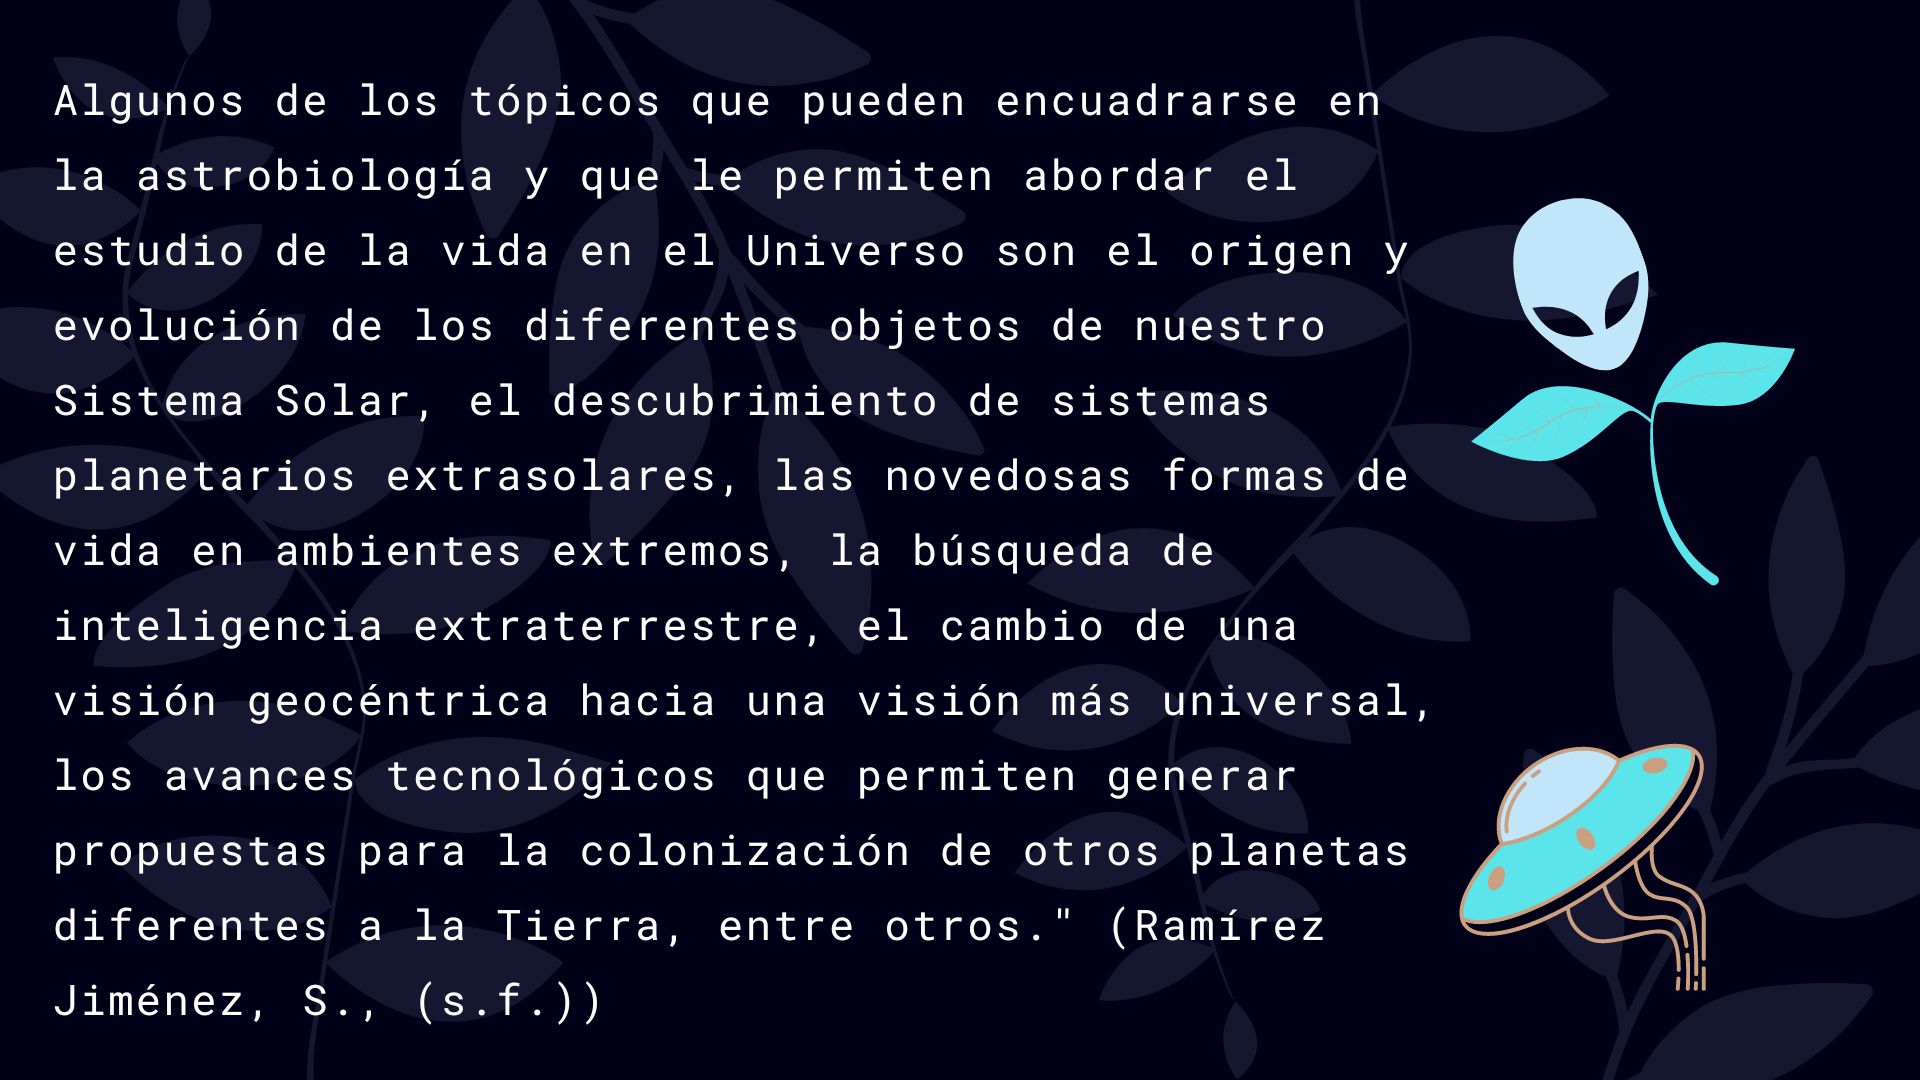 Algunos de los tópicos que pueden encuadrarse en
la astrobiología y que le permiten abordar el
estudio de la vida en el Universo son el origen y
evolución de los diferentes objetos de nuestro
Sistema Solar, el descubrimiento de sistemas
planetarios extrasolares, las novedosas formas de
vida en ambientes extremos, la búsqueda de
inteligencia extraterrestre, el cambio de una
visión geocéntrica hacia una visión más universal,
los avances tecnológicos que permiten generar
propuestas para la colonización de otros planetas
diferentes a la Tierra, entre otros." (Ramírez
Jiménez, S., (s.f.))